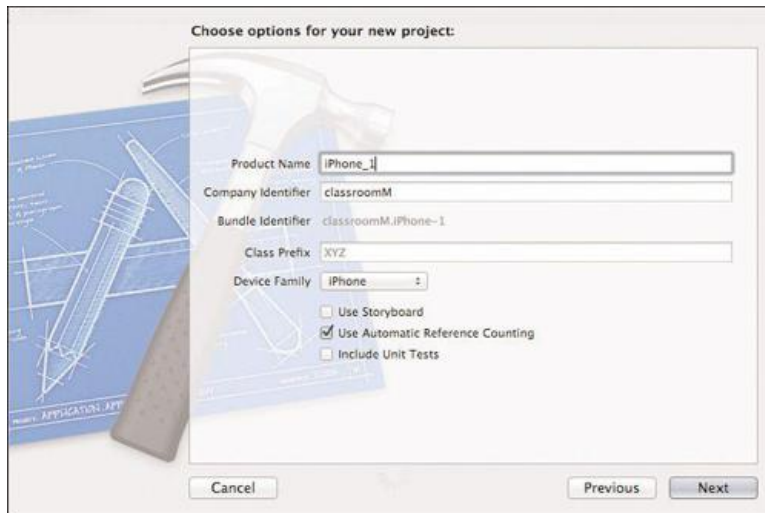 Choose options for your new project:
Product Name iPhone_1
Company Identifier classroomM
Bundle Identifier classroomM.iPhone-1
Class Prefix XYZ
Device Family iPhone
Use Storyboard
Use Automatic Reference Counting
Include Unit Tests
Cancel Previous Next